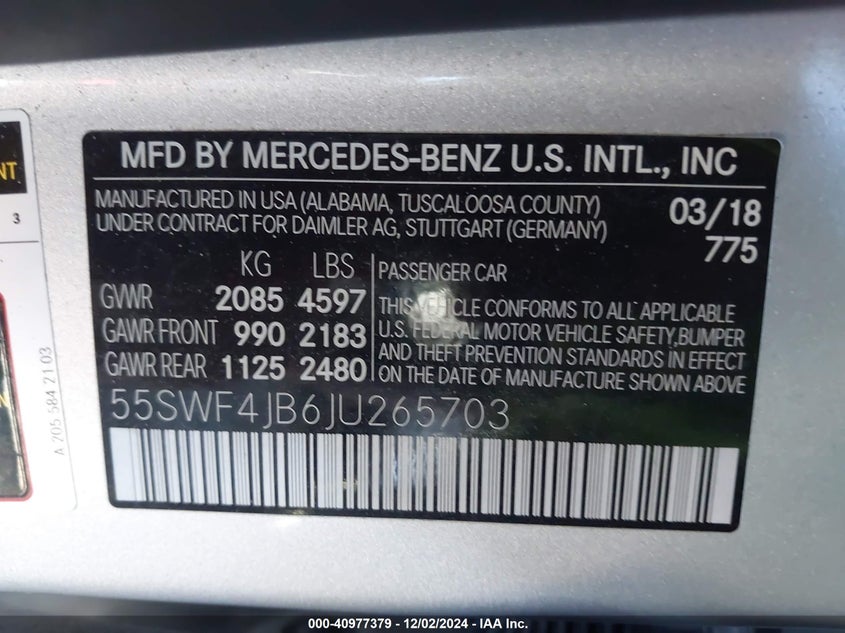 MFD BY MERCEDES-BENZ U.S. INTL., INC
MANUFACTURED IN USA (ALABAMA, TUSCALOOSA COUNTY)
UNDER CONTRACT FOR DAIMLER AG, STUTTGART (GERMANY)
03/18
775
KG LBS
GVWR 2085 4597
GAWR FRONT 990 2183
GAWR REAR 1125 2480
PASSENGER CAR
THIS VEHICLE CONFORMS TO ALL APPLICABLE
U.S. FEDERAL MOTOR VEHICLE SAFETY, BUMPER
AND THEFT PREVENTION STANDARDS IN EFFECT
ON THE DATE OF MANUFACTURE SHOWN ABOVE
55SWF4JB6JU265703
NT
3
A 205 584 21 03
000-40977379 - 12/02/2024 - IAA Inc.